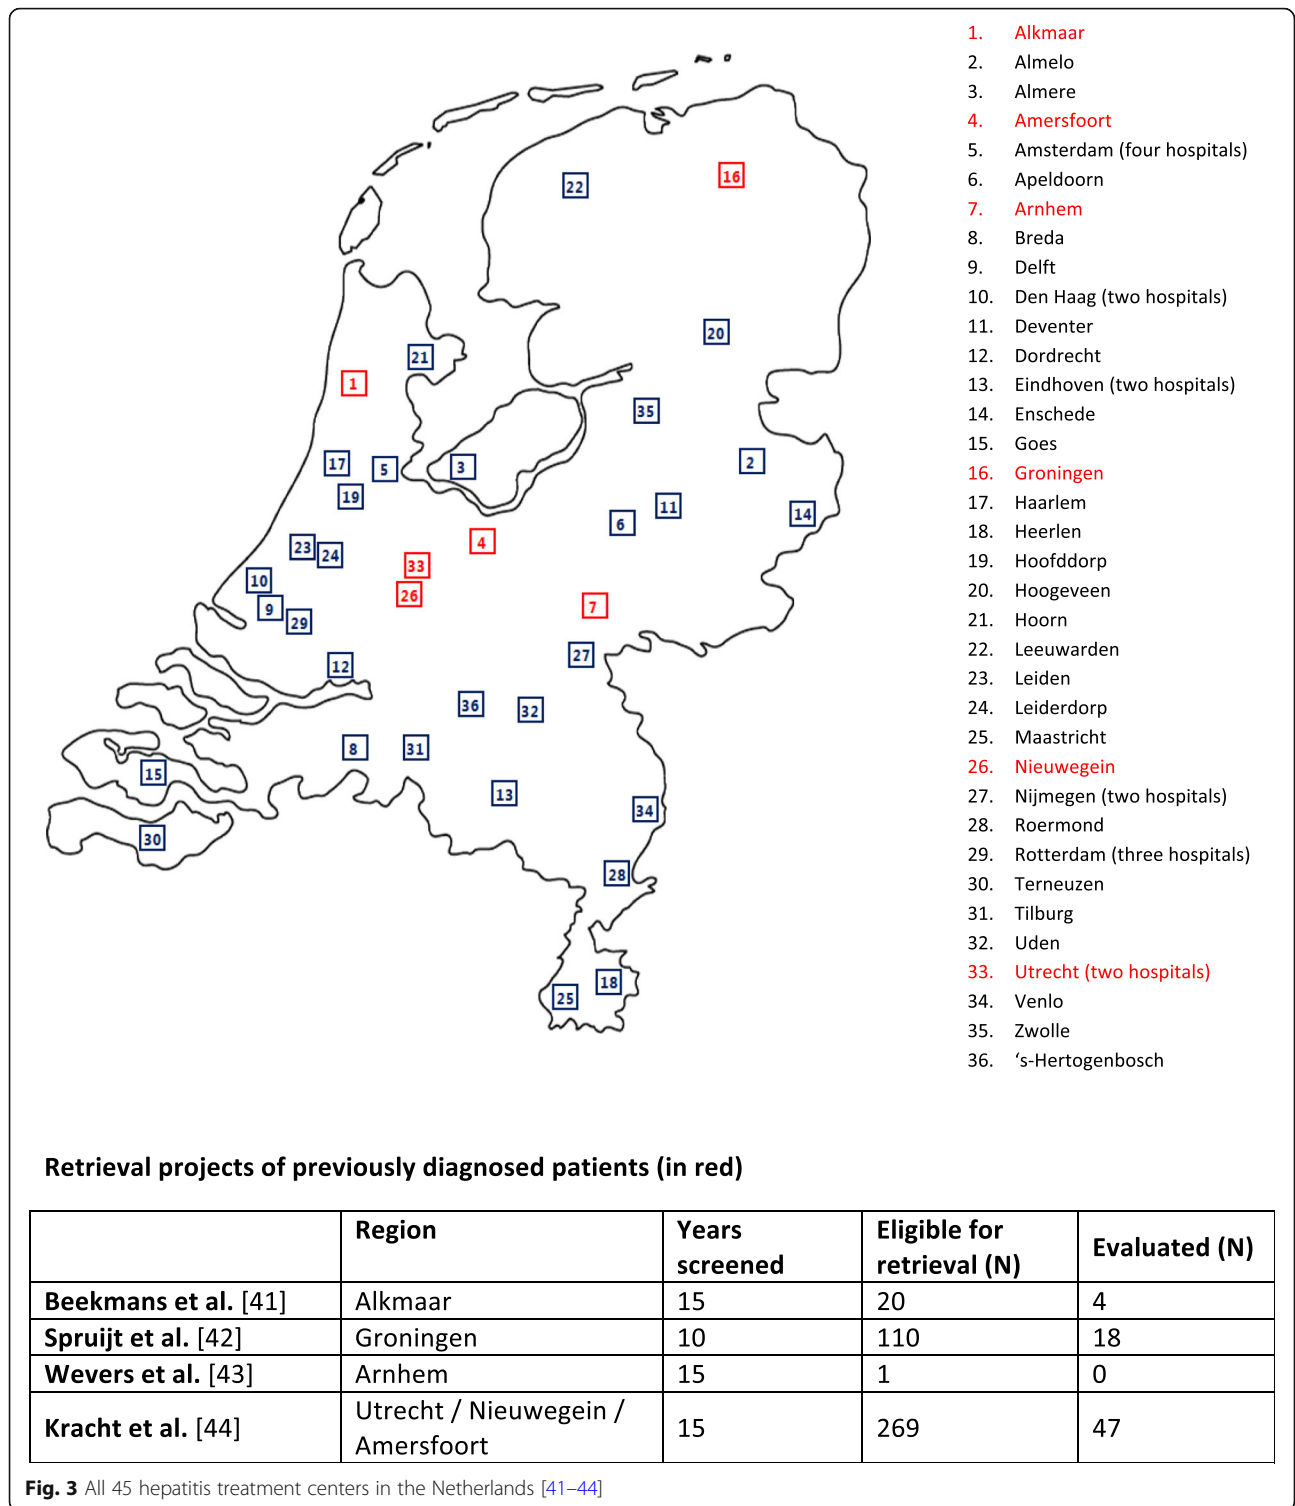 22
16
20
21
1
35
17
5
3
2
19
11
6
14
4
23
24
33
10
26
9
7
29
27
12
36
32
8
31
15
13
34
30
28
18
25
1. Alkmaar
2. Almelo
3. Almere
4. Amersfoort
5. Amsterdam (four hospitals)
6. Apeldoorn
7. Arnhem
8. Breda
9. Delft
10. Den Haag (two hospitals)
11. Deventer
12. Dordrecht
13. Eindhoven (two hospitals)
14. Enschede
15. Goes
16. Groningen
17. Haarlem
18. Heerlen
19. Hoofddorp
20. Hoogeveen
21. Hoorn
22. Leeuwarden
23. Leiden
24. Leiderdorp
25. Maastricht
26. Nieuwegein
27. Nijmegen (two hospitals)
28. Roermond
29. Rotterdam (three hospitals)
30. Terneuzen
31. Tilburg
32. Uden
33. Utrecht (two hospitals)
34. Venlo
35. Zwolle
36. ‘s-Hertogenbosch
Retrieval projects of previously diagnosed patients (in red)
Region Years screened Eligible for retrieval (N) Evaluated (N)
Beekmans et al. [41] Alkmaar 15 20 4
Spruijt et al. [42] Groningen 10 110 18
Wevers et al. [43] Arnhem 15 1 0
Kracht et al. [44] Utrecht / Nieuwegein / Amersfoort 15 269 47
Fig. 3 All 45 hepatitis treatment centers in the Netherlands [41–44]